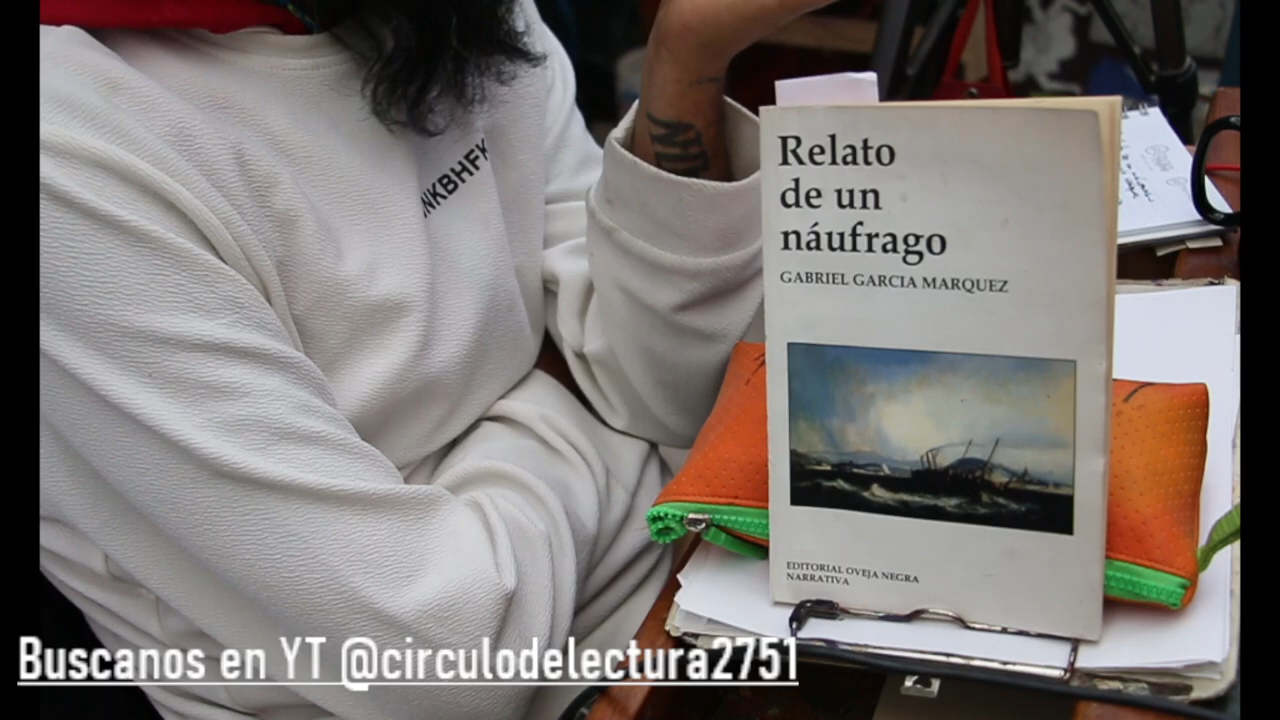 NKBHFK
Relato
de un
náufrago
GABRIEL GARCIA MARQUEZ
EDITORIAL OVEJA NEGRA
NARRATIVA
Buscanos en YT @circulodelectura2751